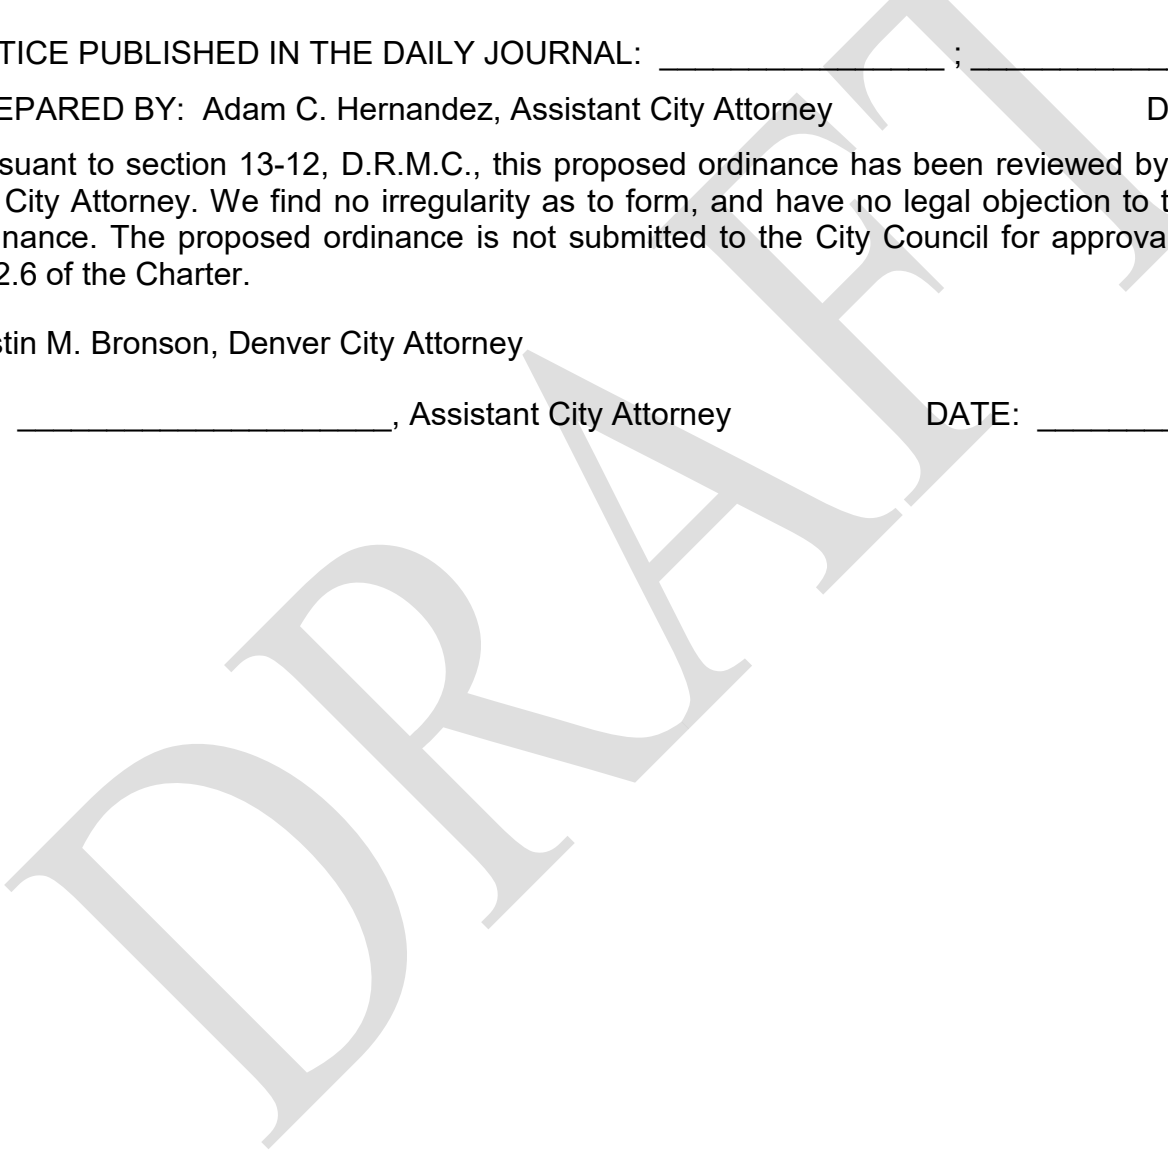 TICE PUBLISHED IN THE DAILY JOURNAL: ________________ ; ___________
EPARED BY: Adam C. Hernandez, Assistant City Attorney D
suant to section 13-12, D.R.M.C., this proposed ordinance has been reviewed by
City Attorney. We find no irregularity as to form, and have no legal objection to t
nance. The proposed ordinance is not submitted to the City Council for approva
2.6 of the Charter.
stin M. Bronson, Denver City Attorney
_____________________, Assistant City Attorney DATE: ________
DRAFT